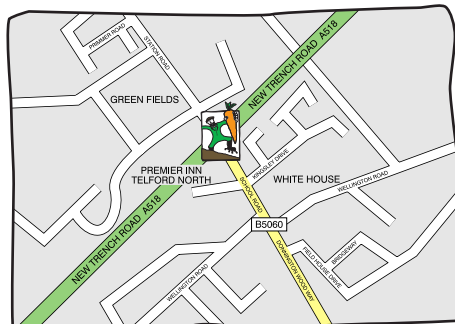 PRIMMER ROAD
STATION ROAD
NEW TRENCH ROAD A518
GREEN FIELDS
PREMIER INN
TELFORD NORTH
KINGSLEY DRIVE
WHITE HOUSE
WELLINGTON ROAD
SCHOOL ROAD
B5060
NEW TRENCH ROAD A518
DONNINGTON WOOD WAY
BRIDGEWAY
FIELD HOUSE DRIVE
WELLINGTON ROAD